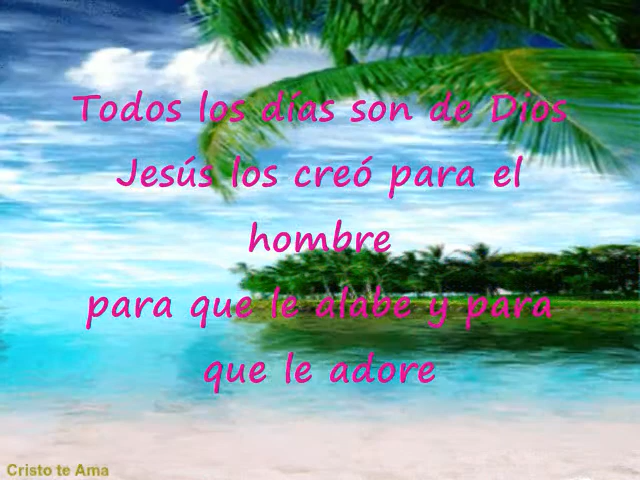 Todos los días son de Dios
Jesús los creó para el
hombre
para que le alabe y para
que le adore
Cristo te Ama